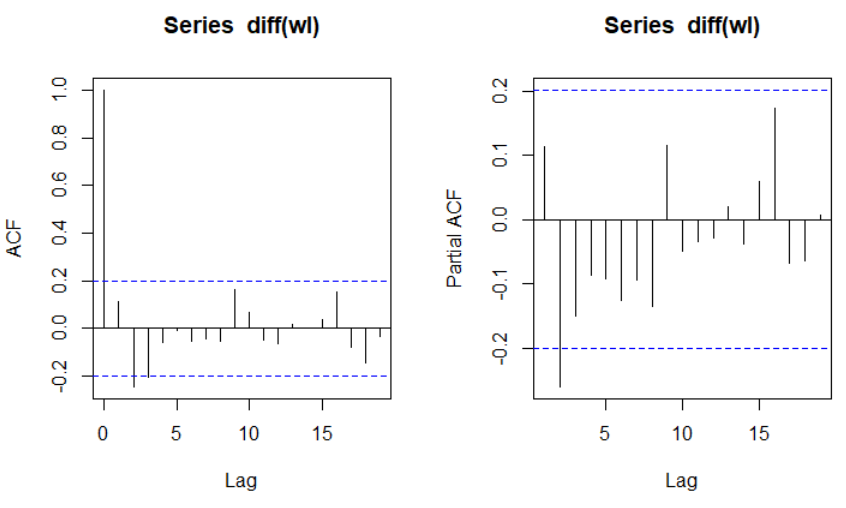 Series diff(wl)
ACF
1.0
0.8
0.6
0.4
0.2
0.0
-0.2
0 5 10 15
Lag
Series diff(wl)
Partial ACF
0.2
0.1
0.0
-0.1
-0.2
5 10 15
Lag